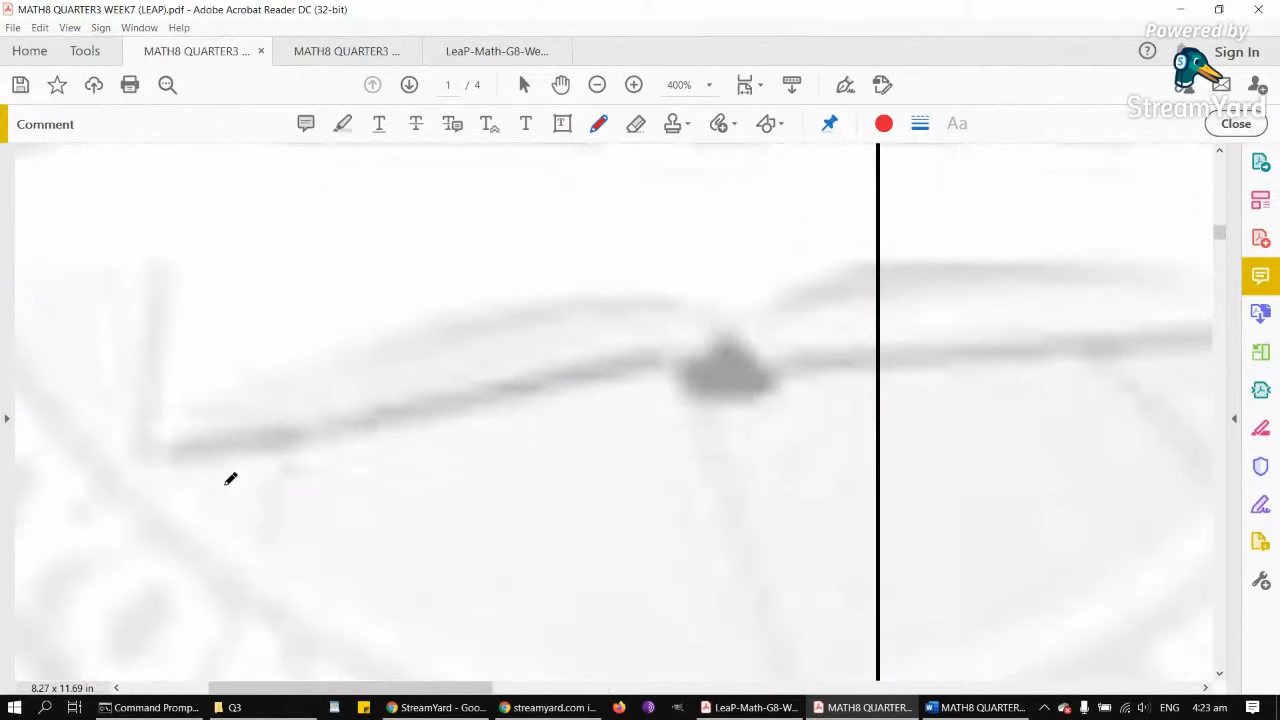 MATH8 QUARTER3 WEEK7 (LEAP).pdf - Adobe Acrobat Reader DC (32-bit)
File Edit View Sign Window Help
Powered by
Home Tools MATH8 QUARTER3 ... × MATH8 QUARTER3 ... LeaP-Math-G8-We... Sign In
1 / 4 400%
StreamYard
Comment Aa Close
8.27 x 11.69 in
Command Promp... Q3 StreamYard - Goo... streamyard.com i... LeaP-Math-G8-W... MATH8 QUARTER... MATH8 QUARTER... 4:23 am